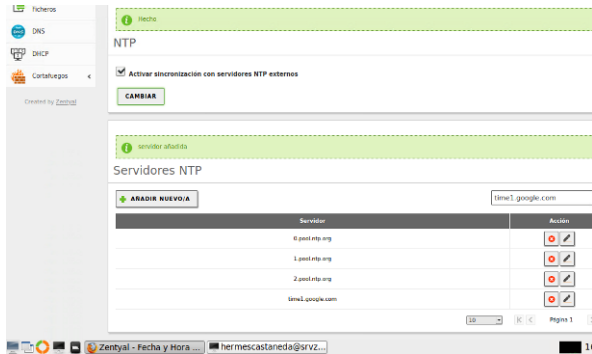 Ficheros
DNS
DHCP
Cortafuegos
Created by Zentyal
Hecho
NTP
Activar sincronización con servidores NTP externos
CAMBIAR
servidor añadida
Servidores NTP
AÑADIR NUEVO/A
time1.google.com
Servidor Acción
0.pool.ntp.org
1.pool.ntp.org
2.pool.ntp.org
time1.google.com
10 Página 1
Zentyal - Fecha y Hora ... hermescastaneda@srvz...